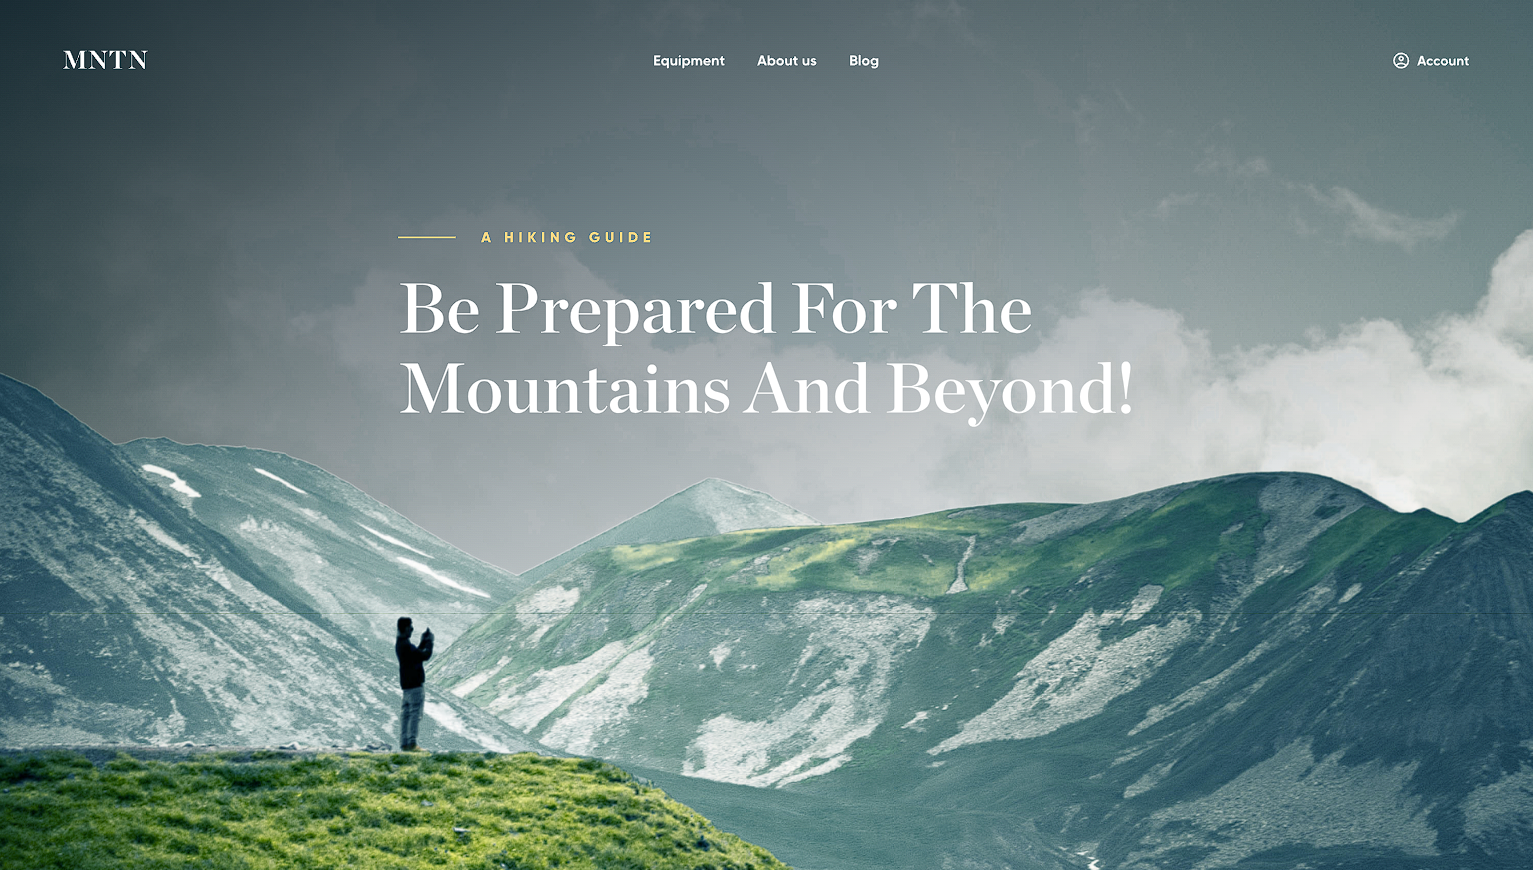 MNTN
Equipment
About us
Blog
Account
A HIKING GUIDE
Be Prepared For The
Mountains And Beyond!